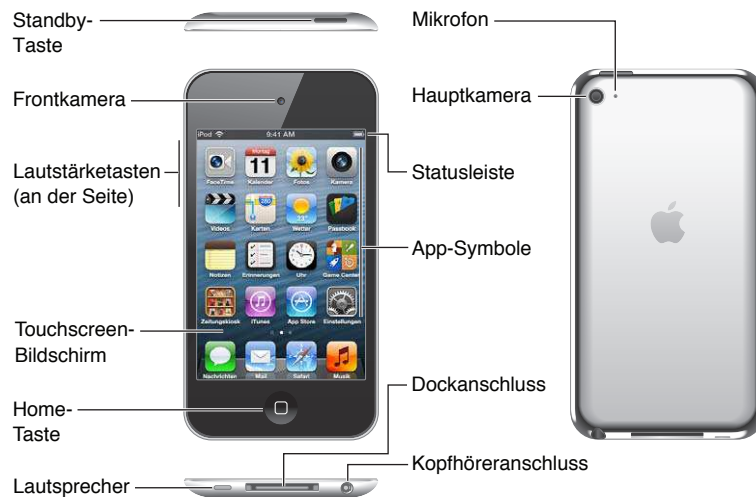 Standby-
Taste
Mikrofon
Frontkamera
Hauptkamera
iPod 9:41 AM
Lautstärketasten
(an der Seite)
Statusleiste
Montag
11
FaceTime Kalender Fotos Kamera
280
23°
Videos Karten Wetter Passbook
App-Symbole
Notizen Erinnerungen Uhr Game Center
Zeitungskiosk iTunes App Store Einstellungen
Touchscreen-
Bildschirm
Nachrichten Mail Safari Musik
Dockanschluss
Home-
Taste
Kopfhöreranschluss
Lautsprecher